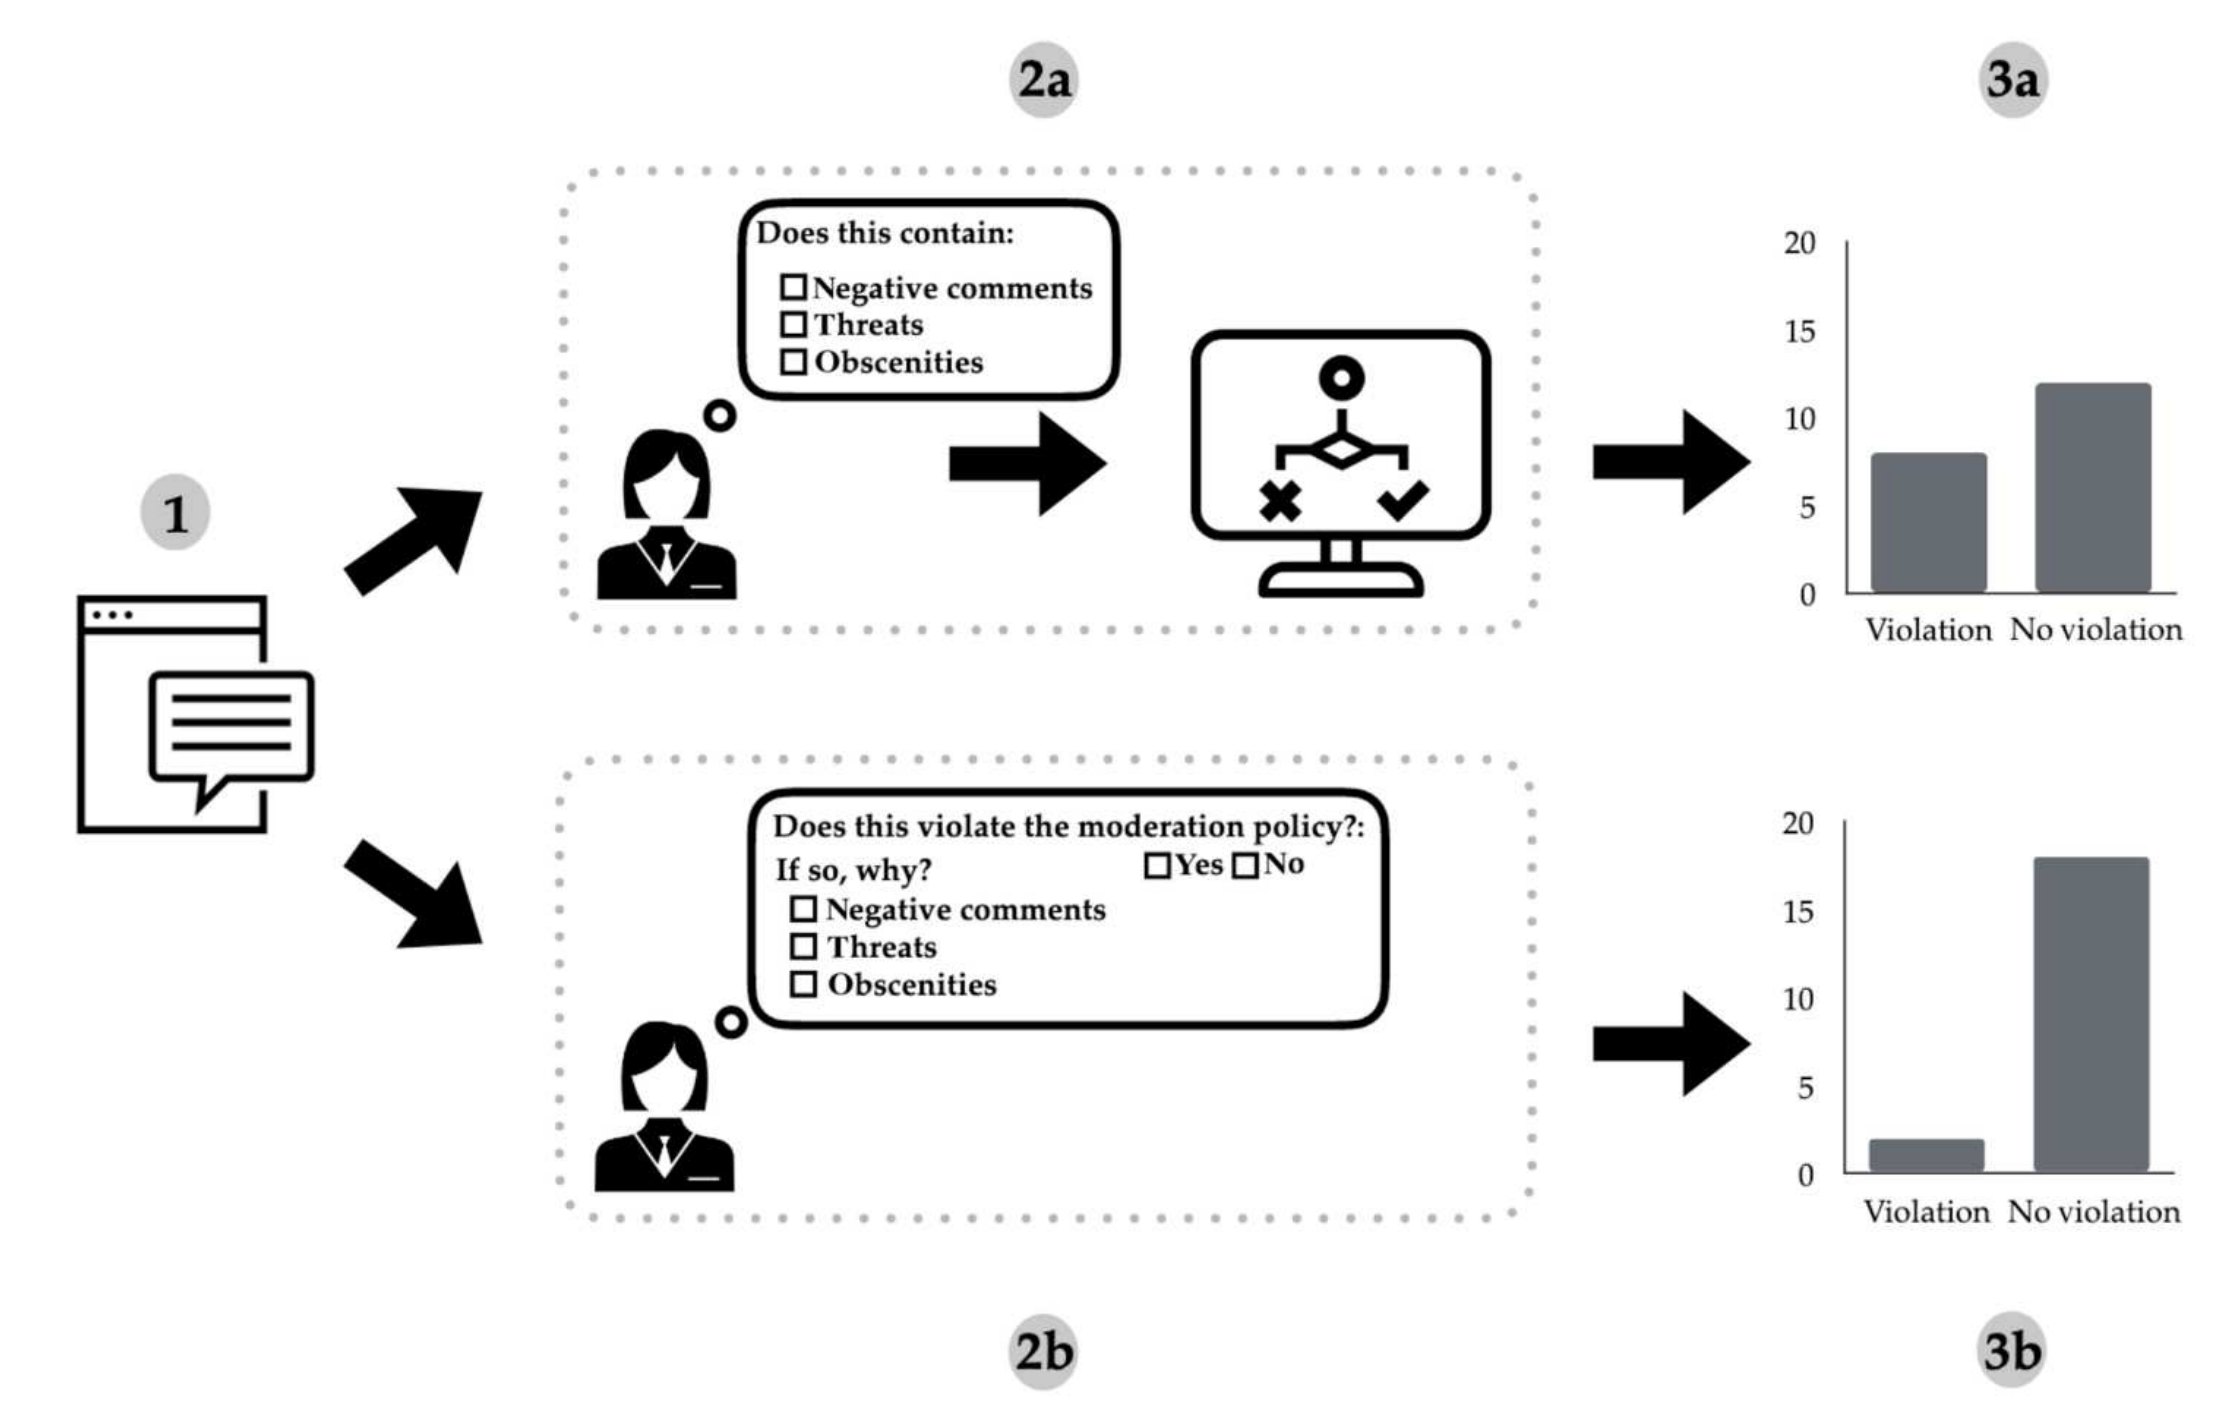 2a
3a
Does this contain:
Negative comments
Threats
Obscenities
20
15
10
5
0
Violation No violation
1
Does this violate the moderation policy?:
If so, why? Yes No
Negative comments
Threats
Obscenities
20
15
10
5
0
Violation No violation
2b
3b